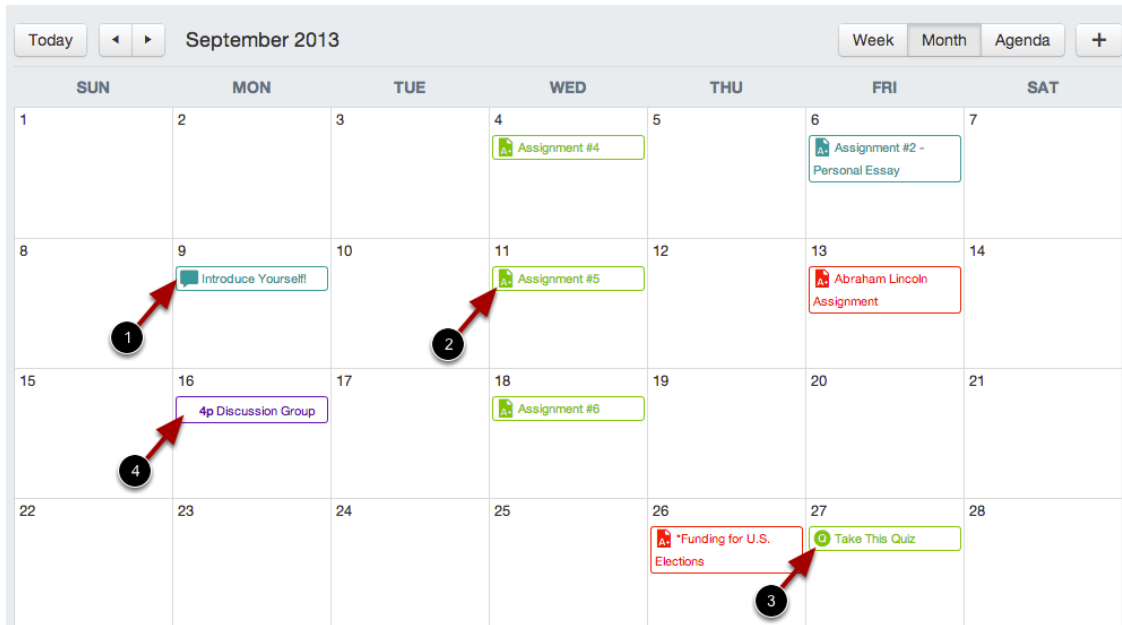 Today
September 2013
Week Month Agenda +
SUN MON TUE WED THU FRI SAT
1 2 3 4 5 6 7
A+ Assignment #4
A+ Assignment #2 -
Personal Essay
8 9 10 11 12 13 14
Introduce Yourself!
A+ Assignment #5
A+ Abraham Lincoln
Assignment
1
2
15 16 17 18 19 20 21
4p Discussion Group
A+ Assignment #6
4
22 23 24 25 26 27 28
A+ *Funding for U.S.
Elections
Q Take This Quiz
3